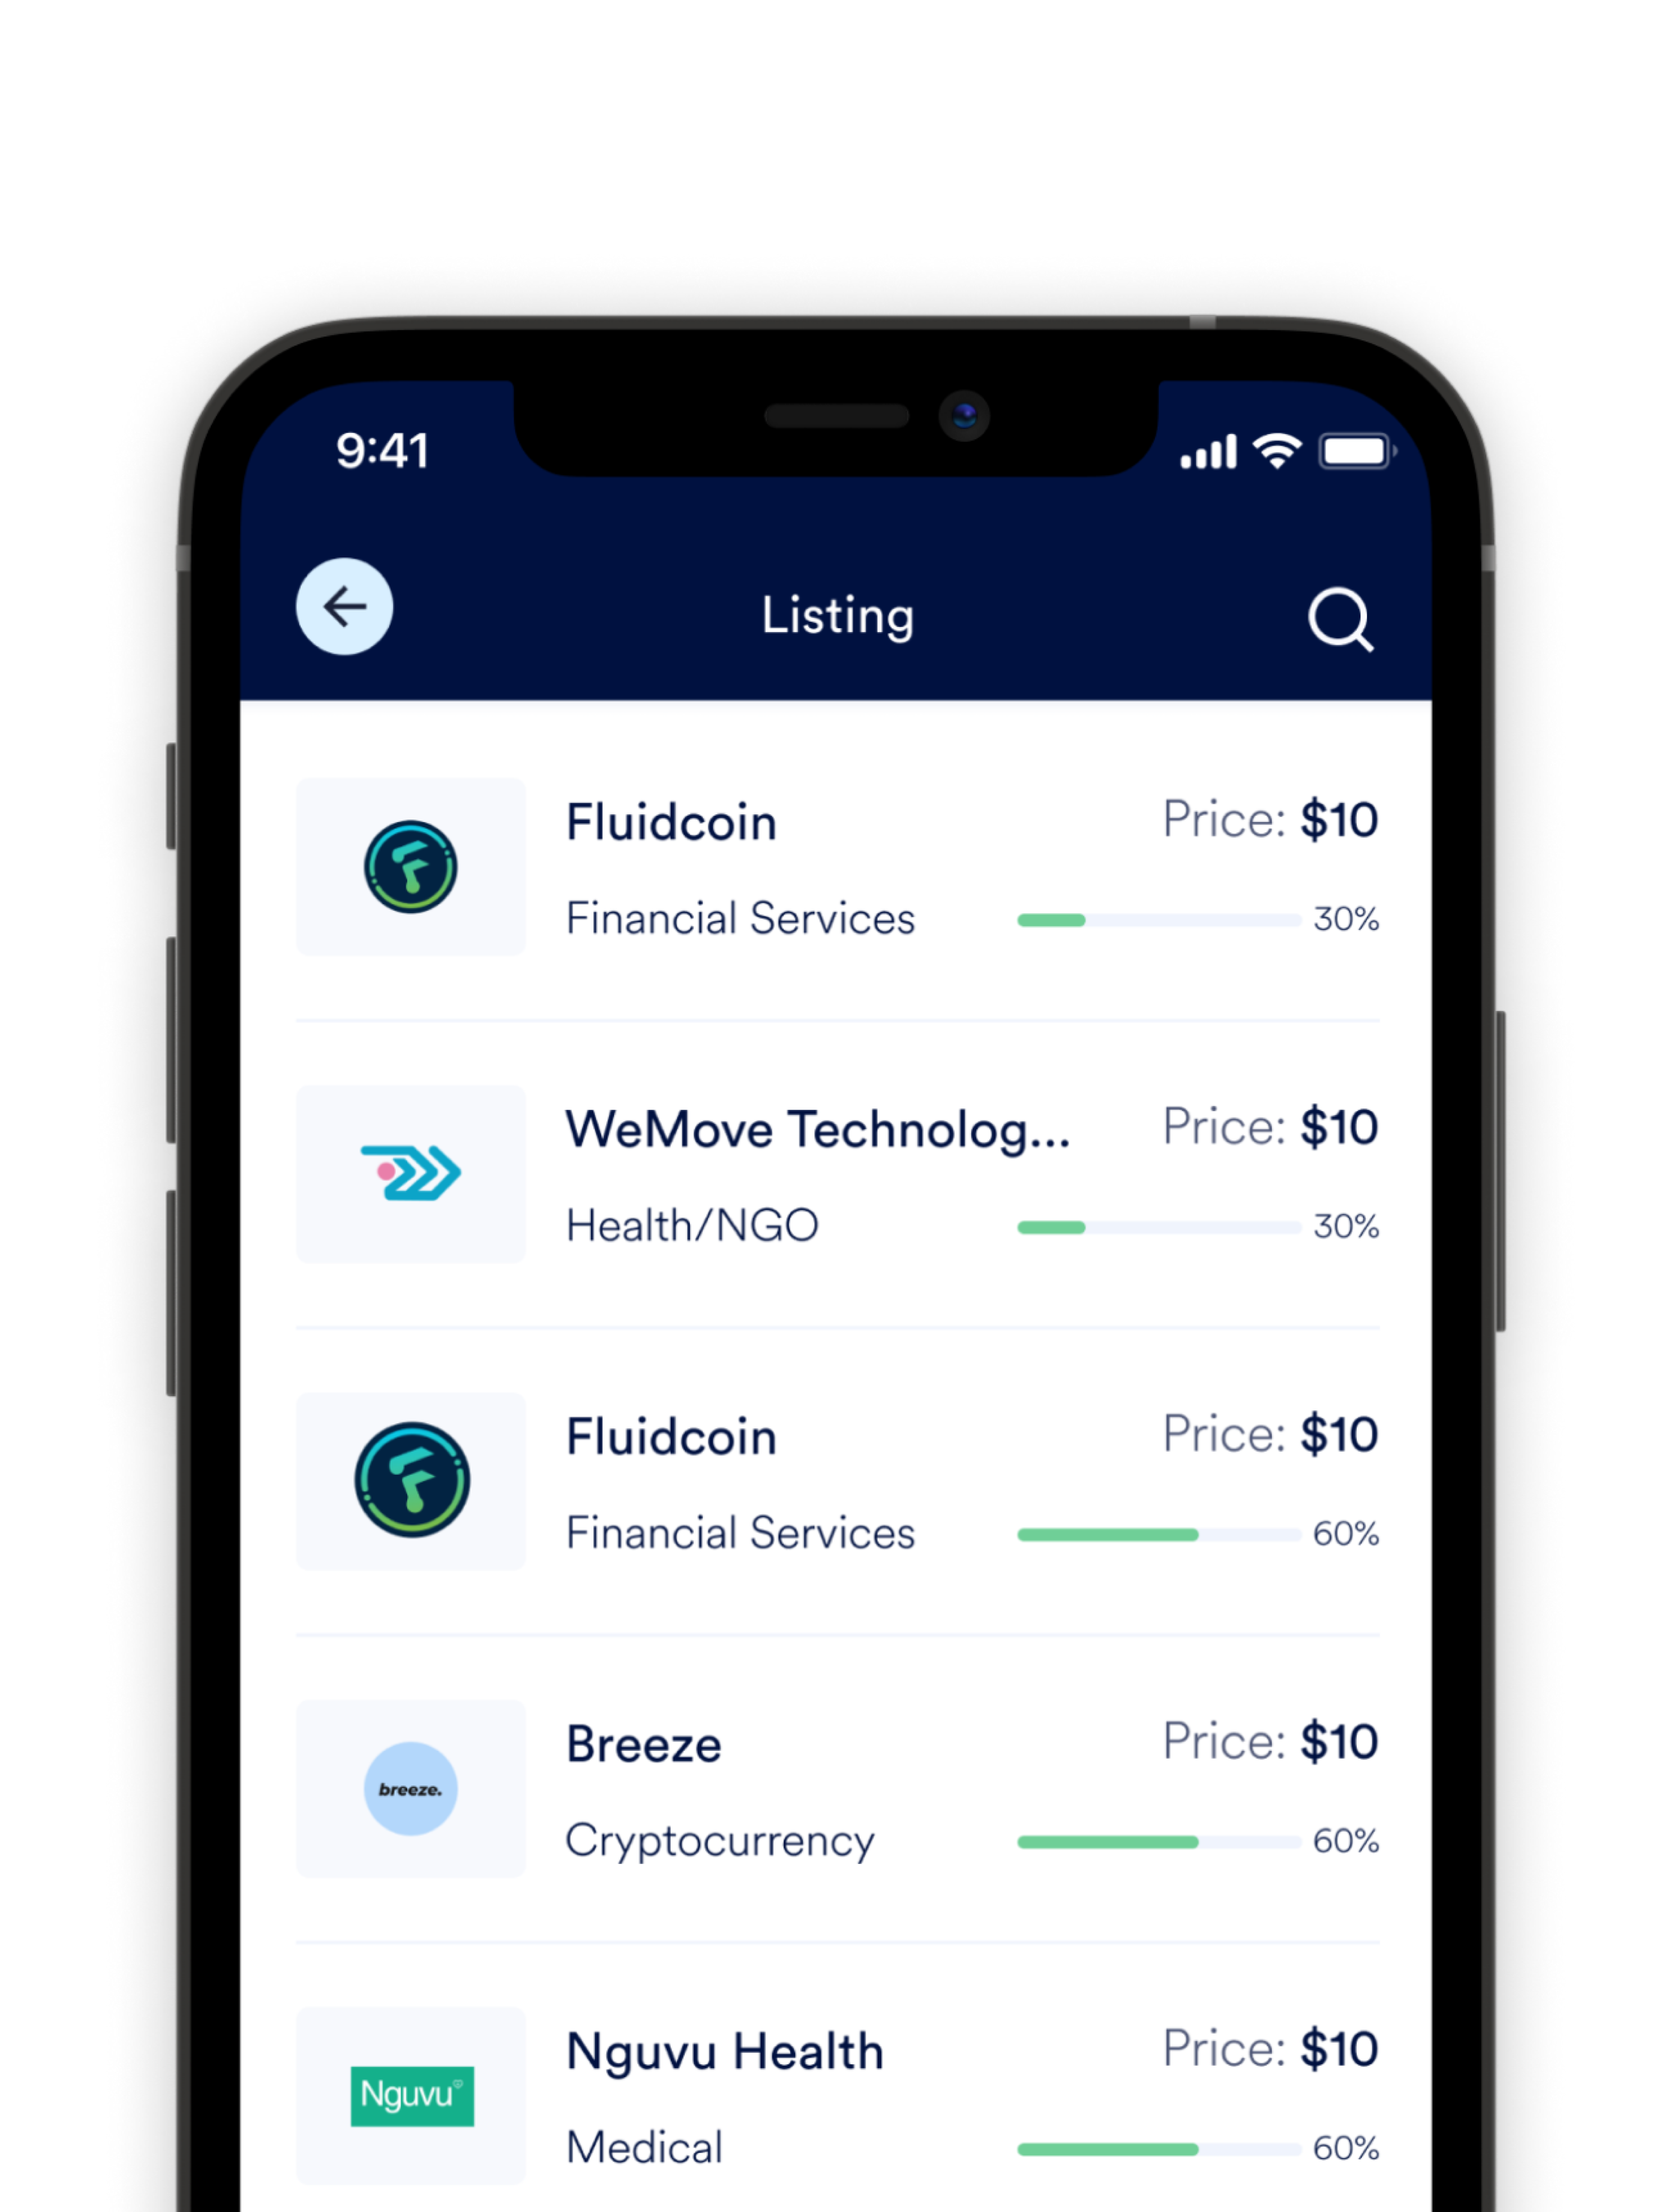 9:41
Listing
Fluidcoin
Price: $10
Financial Services
30%
WeMove Technolog...
Price: $10
Health/NGO
30%
Fluidcoin
Price: $10
Financial Services
60%
breeze.
Breeze
Price: $10
Cryptocurrency
60%
Nguvu
Nguvu Health
Price: $10
Medical
60%